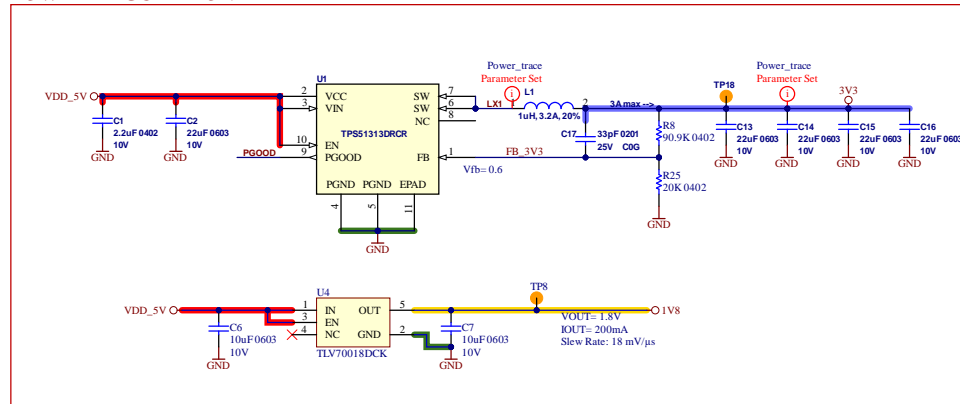 Power_trace
Parameter Set
Power_trace
Parameter Set
U1
VDD_5V
2
3
10
9
VCC
VIN
EN
PGOOD
SW
SW
NC
FB
7
6
8
1
TPS51313DRCR
PGND
PGND
EPAD
4
5
11
GND
C1
2.2uF 0402
10V
GND
C2
22uF 0603
10V
GND
PGOOD
LX1
i
L1
1uH, 3.2A, 20%
2
3A max -->
TP18
i
3V3
C17
33pF 0201
25V C0G
R8
90.9K 0402
FB_3V3
Vfb= 0.6
R25
20K 0402
GND
C13
22uF 0603
10V
GND
C14
22uF 0603
10V
GND
C15
22uF 0603
10V
GND
C16
22uF 0603
10V
GND
U4
VDD_5V
1
3
4
IN
EN
NC
OUT
GND
5
2
TLV70018DCK
C6
10uF 0603
10V
GND
C7
10uF 0603
10V
GND
TP8
1V8
VOUT= 1.8V
IOUT= 200mA
Slew Rate: 18 mV/µs